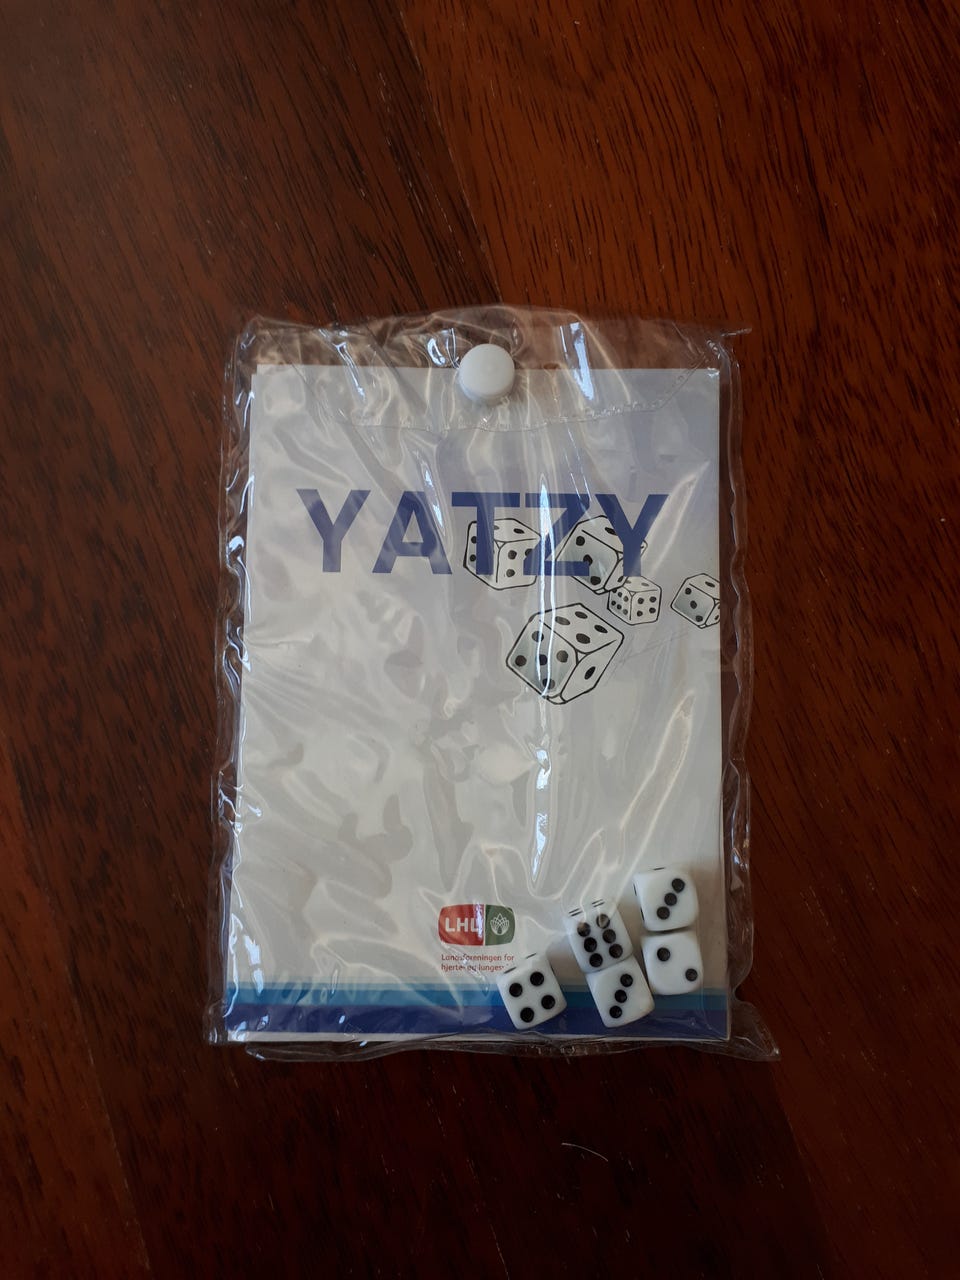 YATZY
LHL
Landsforeningen for
hjerte- og